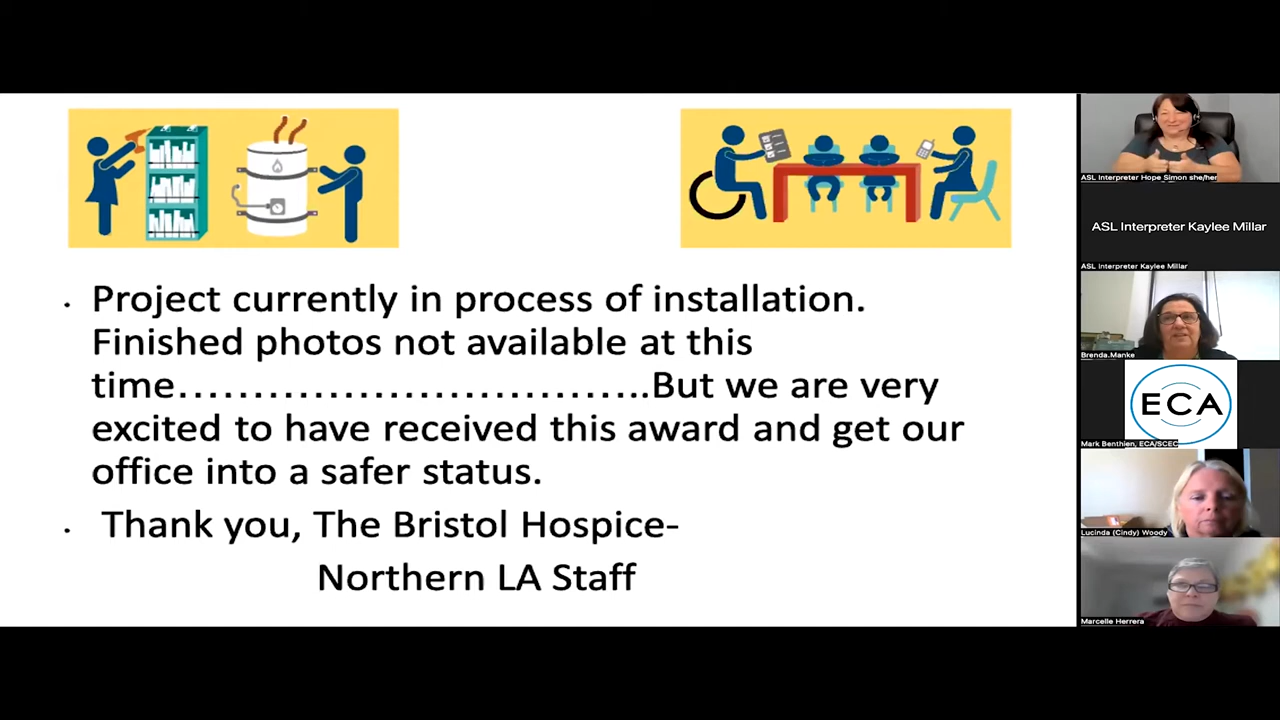 • Project currently in process of installation.
Finished photos not available at this
time……………………………..But we are very
excited to have received this award and get our
office into a safer status.
• Thank you, The Bristol Hospice-
Northern LA Staff
ASL Interpreter Hope Simon she/her
ASL Interpreter Kaylee Millar
ASL Interpreter Kaylee Millar
Brenda.Manke
ECA
Mark Benthien, ECA/SCEC
Lucinda (Cindy) Woody
Marcelle Herrera